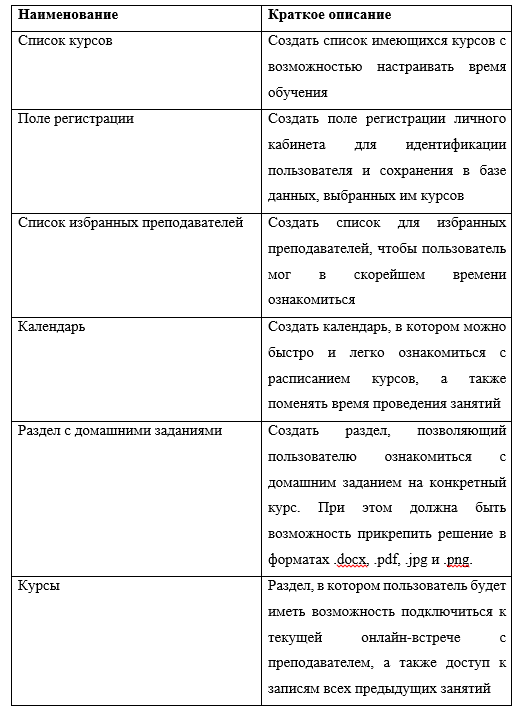 Наименование
Краткое описание
Список курсов
Создать список имеющихся курсов с
возможностью настраивать время
обучения
Поле регистрации
Создать поле регистрации личного
кабинета для идентификации
пользователя и сохранения в базе
данных, выбранных им курсов
Список избранных преподавателей
Создать список для избранных
преподавателей, чтобы пользователь
мог в скорейшем времени
ознакомиться
Календарь
Создать календарь, в котором можно
быстро и легко ознакомиться с
расписанием курсов, а также
поменять время проведения занятий
Раздел с домашними заданиями
Создать раздел, позволяющий
пользователю ознакомиться с
домашним заданием на конкретный
курс. При этом должна быть
возможность прикрепить решение в
форматах .docx, .pdf, .jpg и .png.
Курсы
Раздел, в котором пользователь будет
иметь возможность подключиться к
текущей онлайн-встрече с
преподавателем, а также доступ к
записям всех предыдущих занятий